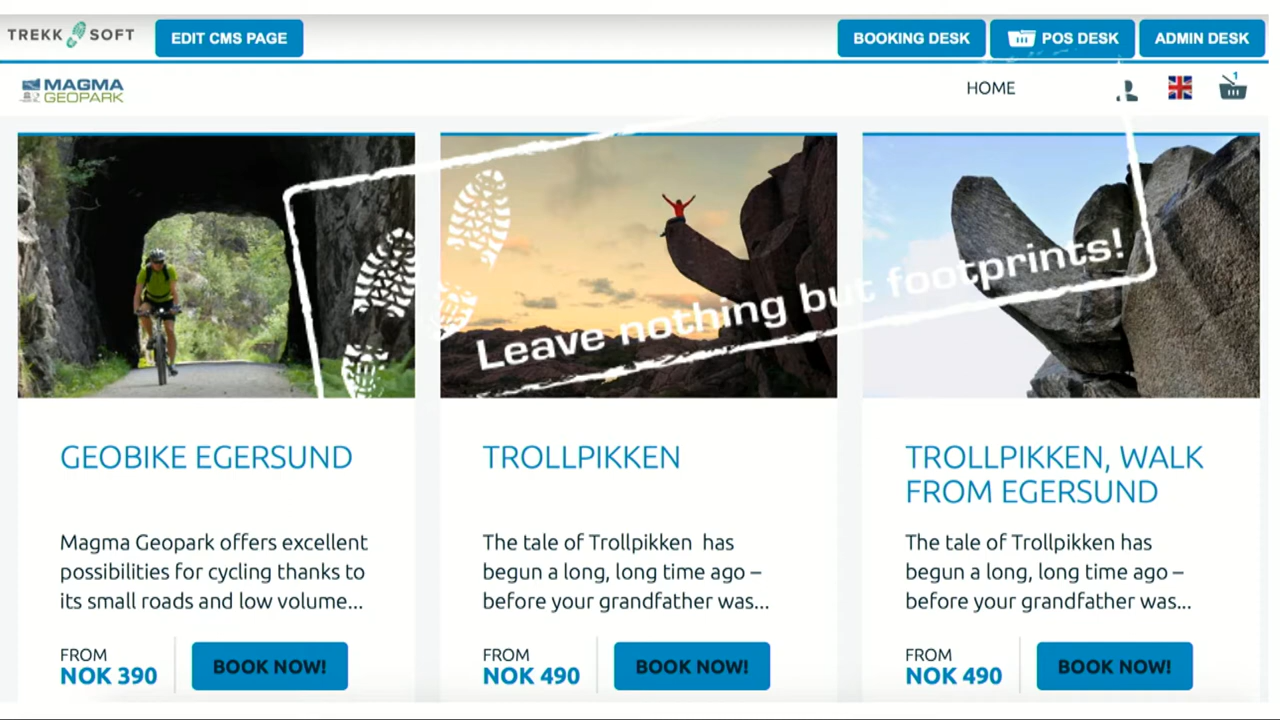 TREKK SOFT
EDIT CMS PAGE
BOOKING DESK
POS DESK
ADMIN DESK
MAGMA
GEOPARK
HOME
1
Leave nothing but footprints!
GEOBIKE EGERSUND
Magma Geopark offers excellent
possibilities for cycling thanks to
its small roads and low volume...
FROM
NOK 390
BOOK NOW!
TROLLPIKKEN
The tale of Trollpikken has
begun a long, long time ago –
before your grandfather was...
FROM
NOK 490
BOOK NOW!
TROLLPIKKEN, WALK
FROM EGERSUND
The tale of Trollpikken has
begun a long, long time ago –
before your grandfather was...
FROM
NOK 490
BOOK NOW!